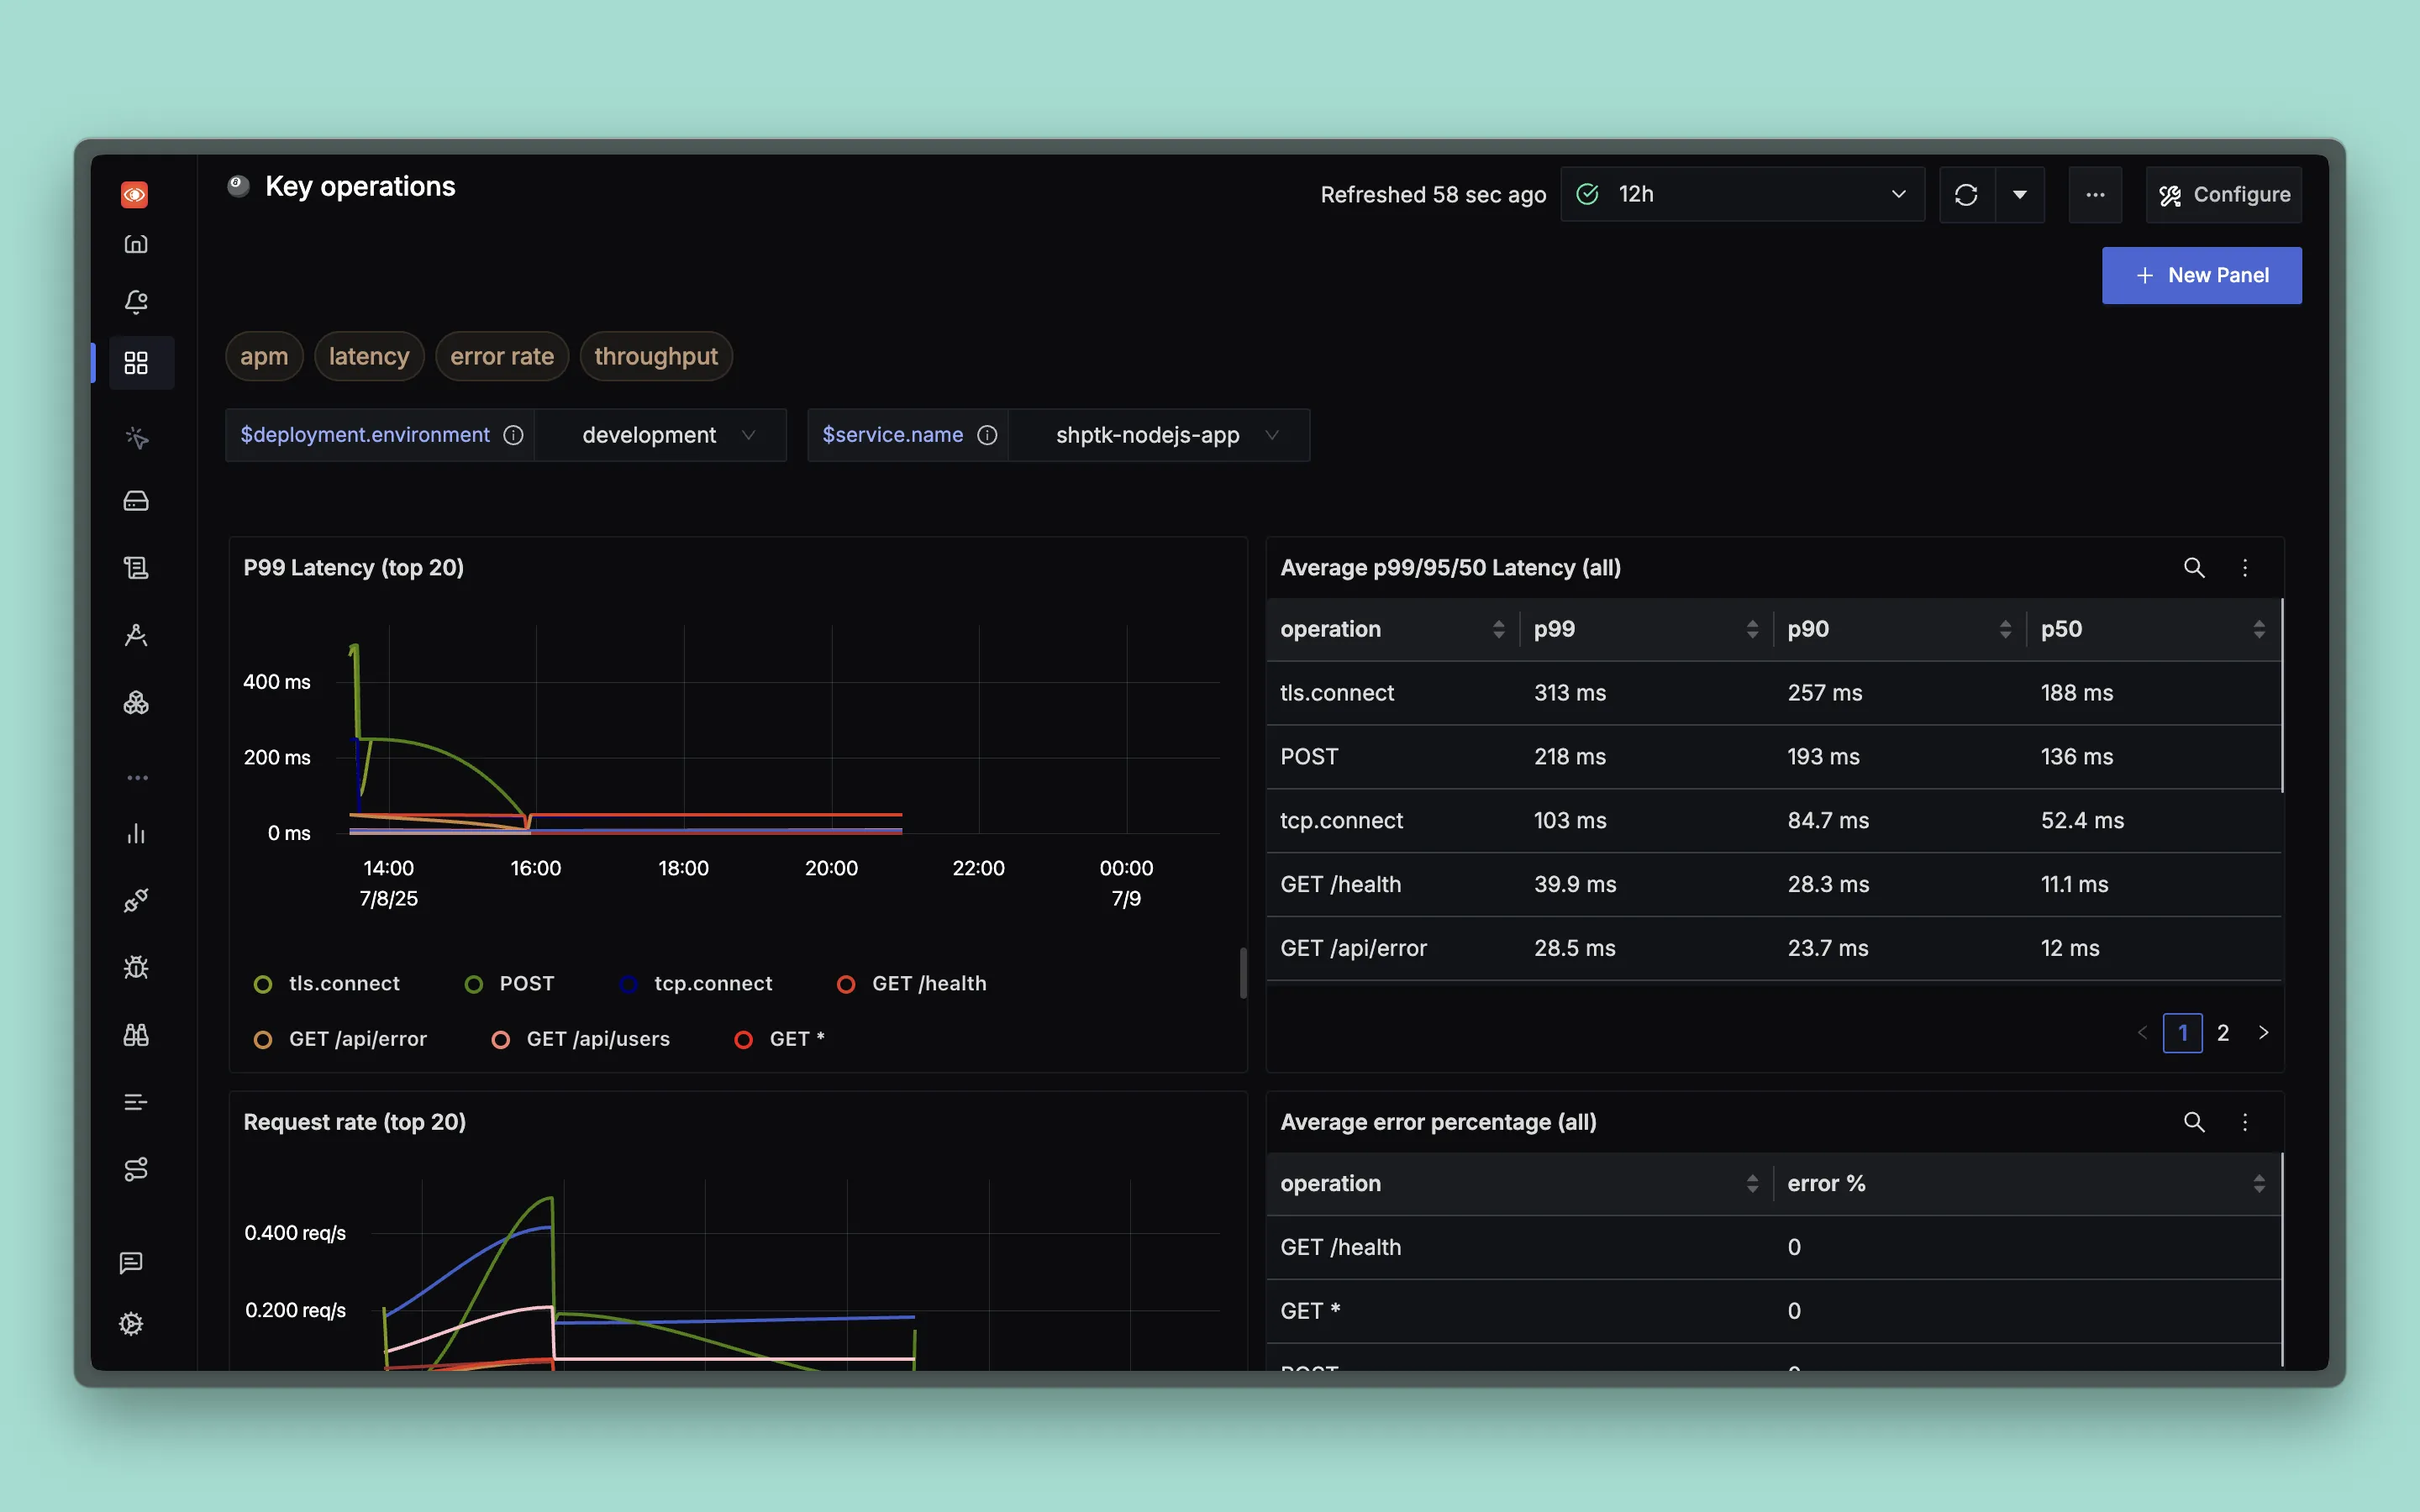 Key operations
Refreshed 58 sec ago
12h
Configure
New Panel
apm
latency
error rate
throughput
$deployment.environment
development
$service.name
shptk-nodejs-app
P99 Latency (top 20)
400 ms
200 ms
0 ms
14:00 16:00 18:00 20:00 22:00 00:00
7/8/25 7/9
tls.connect POST tcp.connect GET /health
GET /api/error GET /api/users GET *
Average p99/95/50 Latency (all)
operation p99 p90 p50
tls.connect 313 ms 257 ms 188 ms
POST 218 ms 193 ms 136 ms
tcp.connect 103 ms 84.7 ms 52.4 ms
GET /health 39.9 ms 28.3 ms 11.1 ms
GET /api/error 28.5 ms 23.7 ms 12 ms
1 2
Request rate (top 20)
0.400 req/s
0.200 req/s
Average error percentage (all)
operation error %
GET /health 0
GET * 0
POST 0